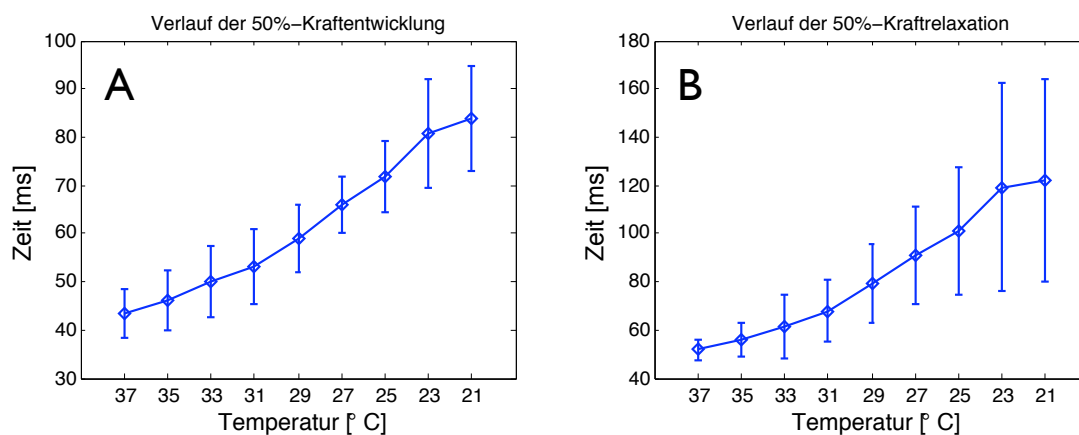 Verlauf der 50%−Kraftentwicklung
A
100
90
80
70
60
50
40
30
Zeit [ms]
37 35 33 31 29 27 25 23 21
Temperatur [° C]
Verlauf der 50%−Kraftrelaxation
B
180
160
140
120
100
80
60
40
Zeit [ms]
37 35 33 31 29 27 25 23 21
Temperatur [° C]